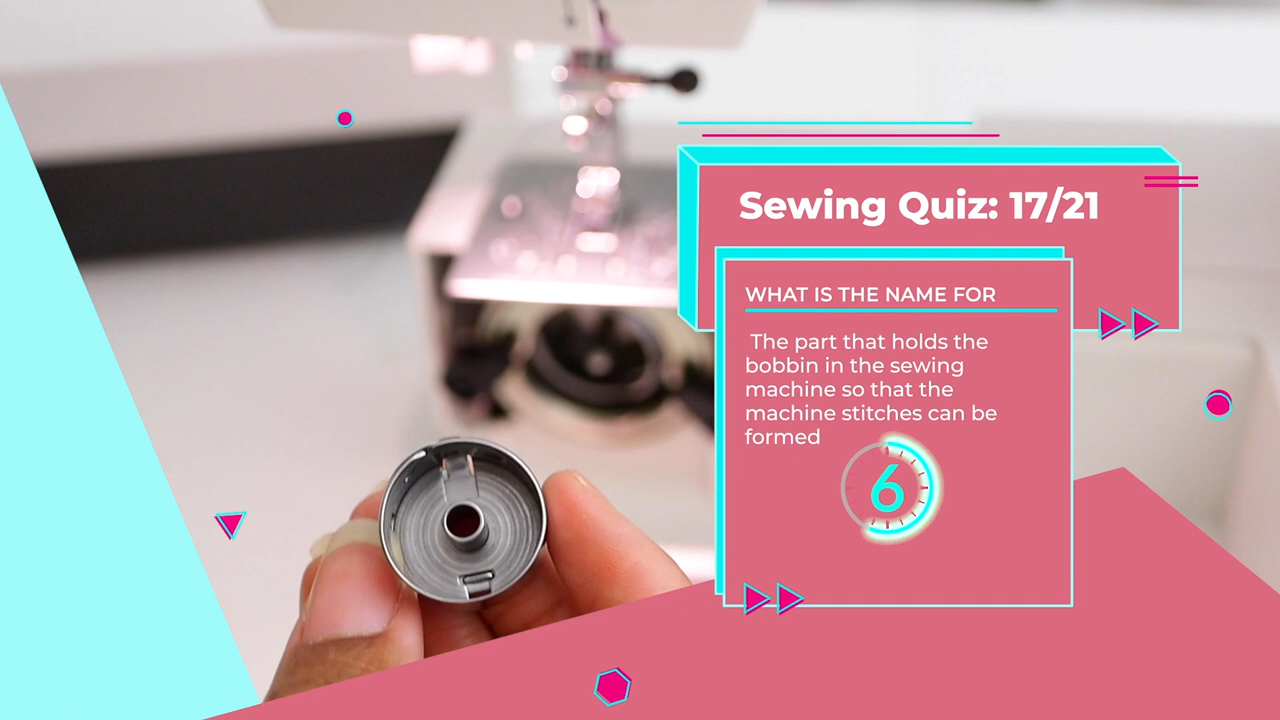 Sewing Quiz: 17/21
WHAT IS THE NAME FOR
The part that holds the
bobbin in the sewing
machine so that the
machine stitches can be
formed
6